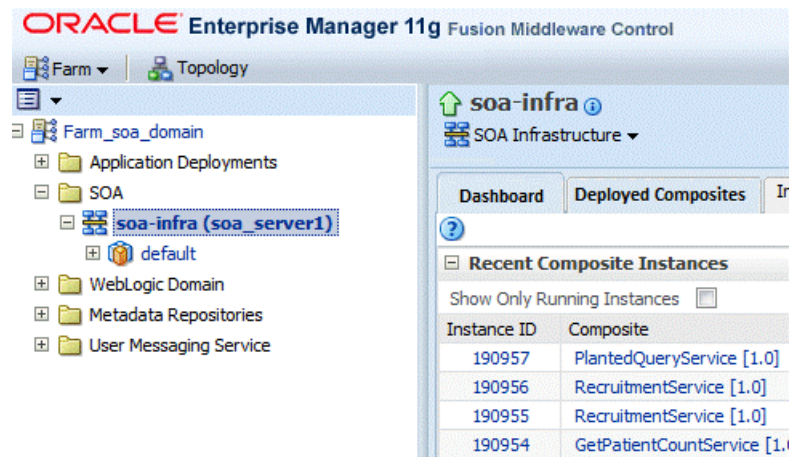 ORACLE Enterprise Manager 11g Fusion Middleware Control
Farm Topology
Farm_soa_domain
Application Deployments
SOA
soa-infra (soa_server1)
default
WebLogic Domain
Metadata Repositories
User Messaging Service
soa-infra
SOA Infrastructure
Dashboard Deployed Composites
Recent Composite Instances
Show Only Running Instances
Instance ID Composite
190957 PlantedQueryService [1.0]
190956 RecruitmentService [1.0]
190955 RecruitmentService [1.0]
190954 GetPatientCountService [1.